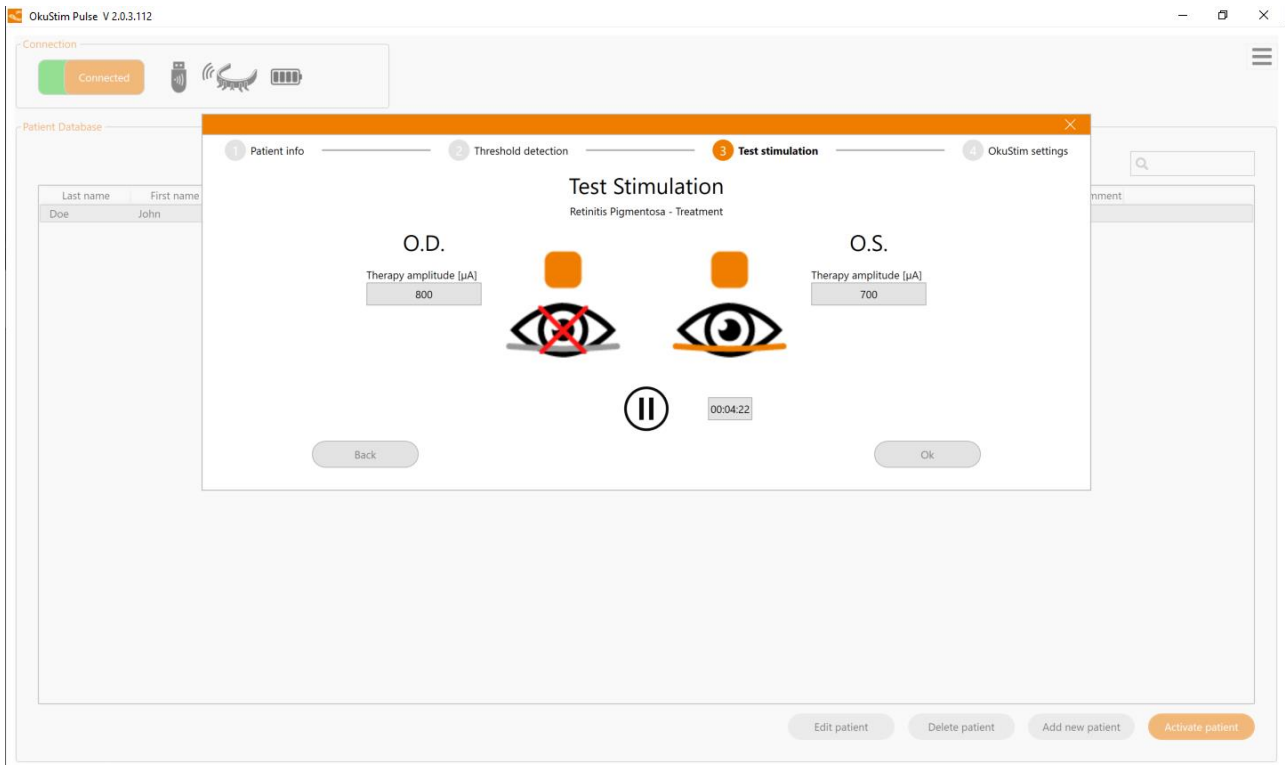 OkuStim Pulse V 2.0.3.112
Connection
Connected
Patient Database
1 Patient info 2 Threshold detection 3 Test stimulation 4 OkuStim settings
Test Stimulation
Retinitis Pigmentosa - Treatment
O.D. O.S.
Therapy amplitude [µA] Therapy amplitude [µA]
800 700
00:04:22
Back Ok
Last name First name mment
Doe John
Edit patient Delete patient Add new patient Activate patient